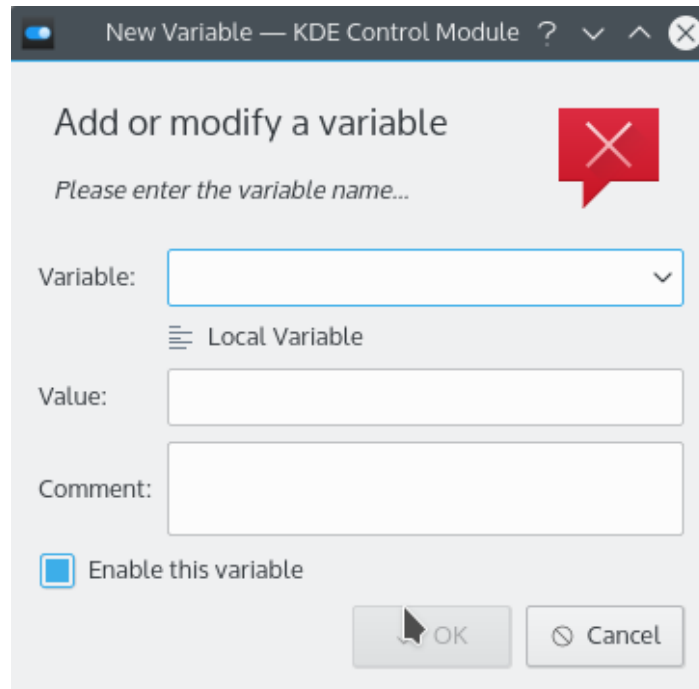 New Variable — KDE Control Module
Add or modify a variable
Please enter the variable name...
Variable:
Local Variable
Value:
Comment:
Enable this variable
OK
Cancel